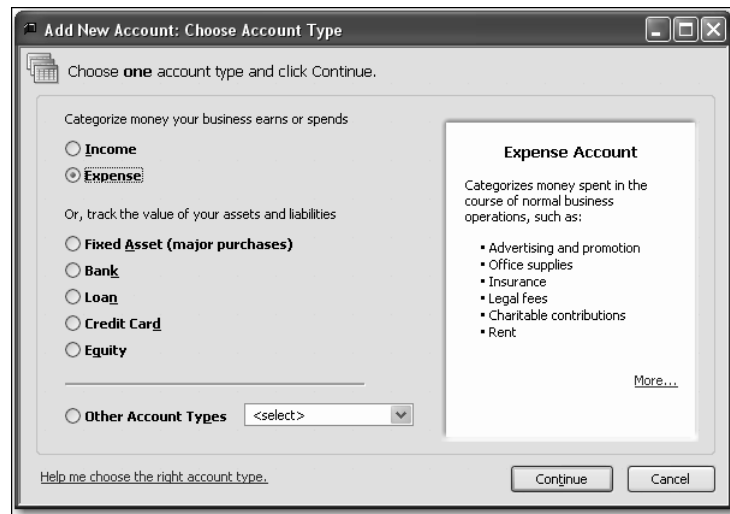 Add New Account: Choose Account Type
Choose one account type and click Continue.
Categorize money your business earns or spends
Income
Expense
Or, track the value of your assets and liabilities
Fixed Asset (major purchases)
Bank
Loan
Credit Card
Equity
Other Account Types <select>
Expense Account
Categorizes money spent in the
course of normal business
operations, such as:
▪ Advertising and promotion
▪ Office supplies
▪ Insurance
▪ Legal fees
▪ Charitable contributions
▪ Rent
More...
Help me choose the right account type.
Continue
Cancel